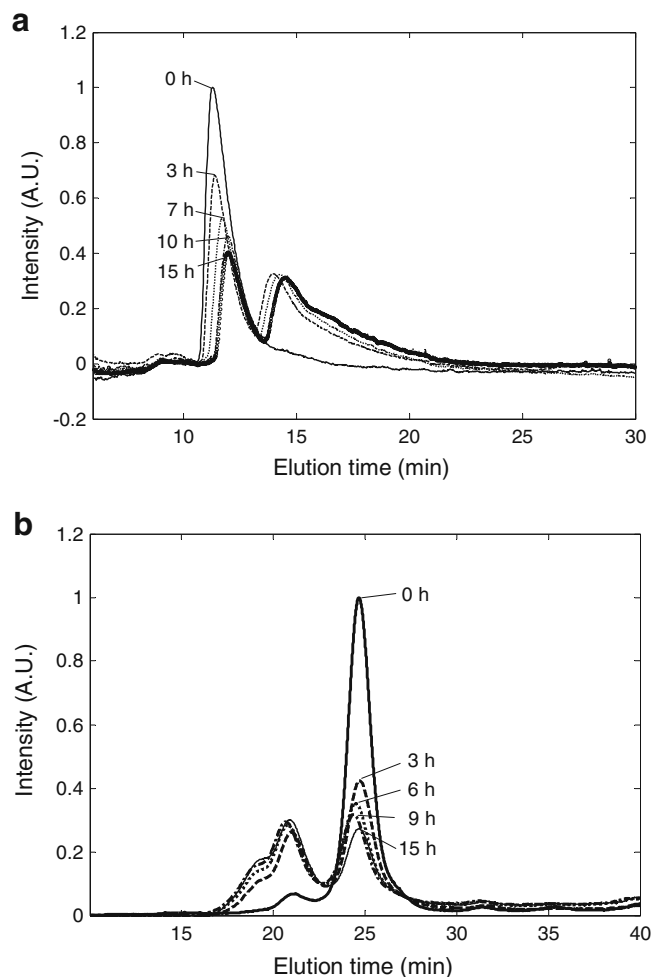 a
1.2
1
0.8
0.6
0.4
0.2
0
-0.2
0 h
3 h
7 h
10 h
15 h
Intensity (A.U.)
10 15 20 25 30
Elution time (min)
b
1.2
1
0.8
0.6
0.4
0.2
0
0 h
3 h
6 h
9 h
15 h
Intensity (A.U.)
15 20 25 30 35 40
Elution time (min)